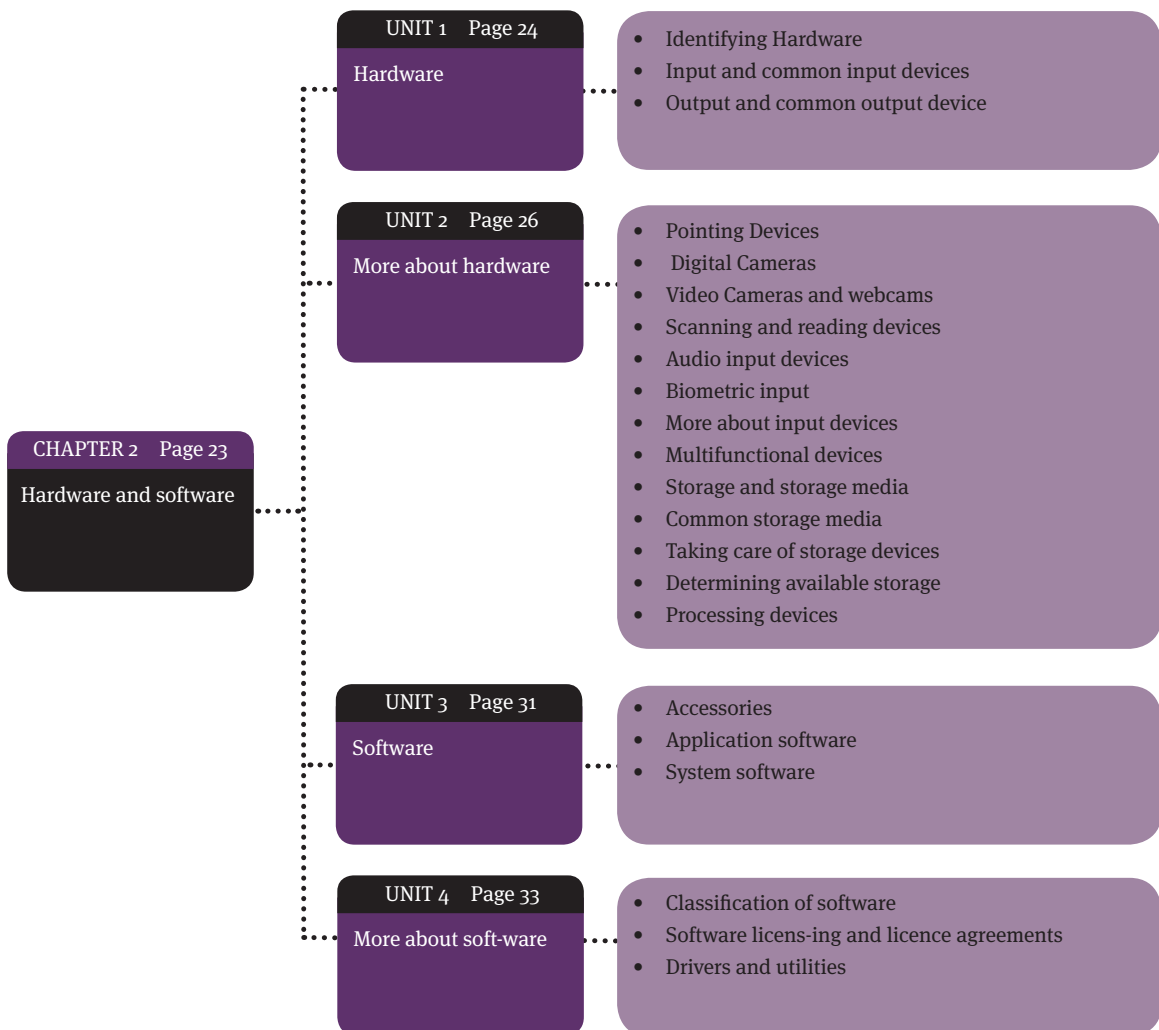 CHAPTER 2 Page 23
Hardware and software
UNIT 1 Page 24
Hardware
• Identifying Hardware
• Input and common input devices
• Output and common output device
UNIT 2 Page 26
More about hardware
• Pointing Devices
• Digital Cameras
• Video Cameras and webcams
• Scanning and reading devices
• Audio input devices
• Biometric input
• More about input devices
• Multifunctional devices
• Storage and storage media
• Common storage media
• Taking care of storage devices
• Determining available storage
• Processing devices
UNIT 3 Page 31
Software
• Accessories
• Application software
• System software
UNIT 4 Page 33
More about soft-ware
• Classification of software
• Software licens-ing and licence agreements
• Drivers and utilities